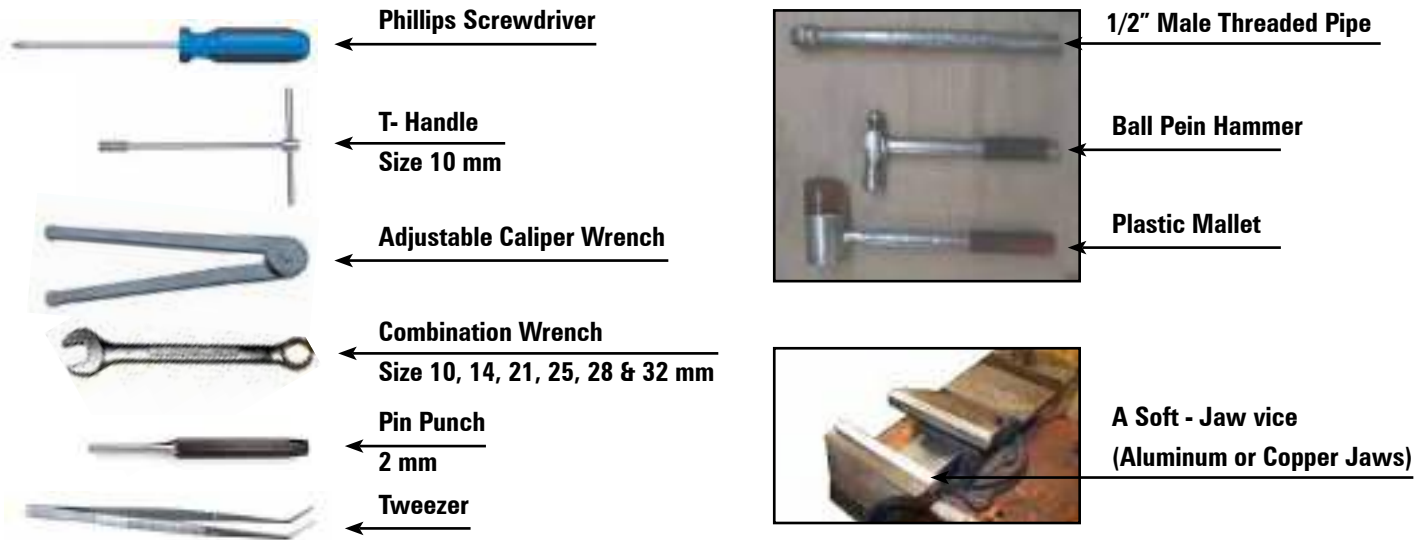 Phillips Screwdriver
T- Handle
Size 10 mm
Adjustable Caliper Wrench
Combination Wrench
Size 10, 14, 21, 25, 28 & 32 mm
Pin Punch
2 mm
Tweezer
1/2" Male Threaded Pipe
Ball Pein Hammer
Plastic Mallet
A Soft - Jaw vice
(Aluminum or Copper Jaws)